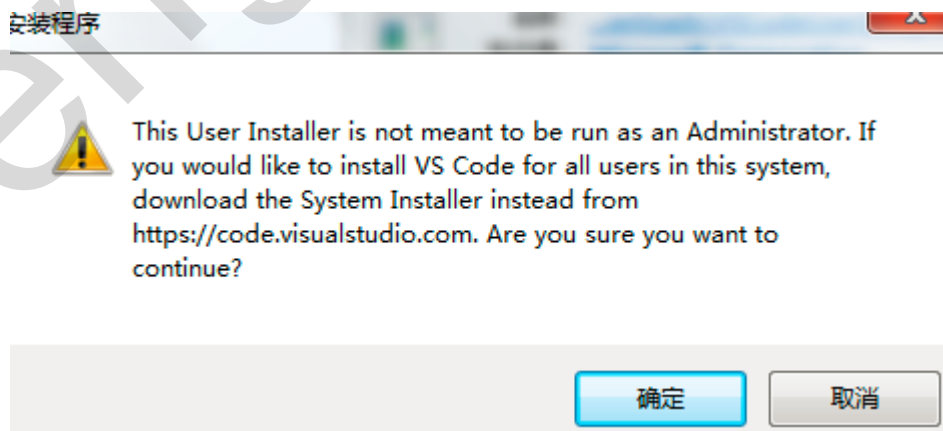 安装程序
This User Installer is not meant to be run as an Administrator. If
you would like to install VS Code for all users in this system,
download the System Installer instead from
https://code.visualstudio.com. Are you sure you want to
continue?
确定
取消